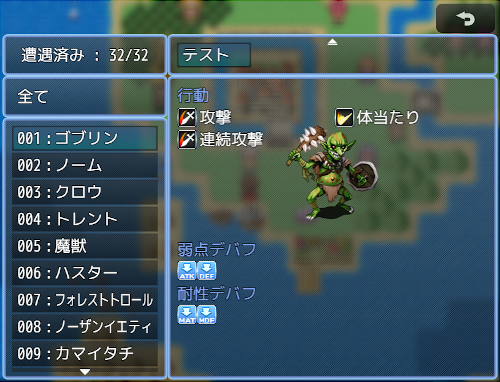 遭遇済み : 32/32
テスト
全て
001 : ゴブリン
002 : ノーム
003 : クロウ
004 : トレント
005 : 魔獣
006 : ハスター
007 : フォレストトロール
008 : ノーザンイエティ
009 : カマイタチ
行動
攻撃
体当たり
連続攻撃
弱点デバフ
ATK DEF
耐性デバフ
MAT MDF